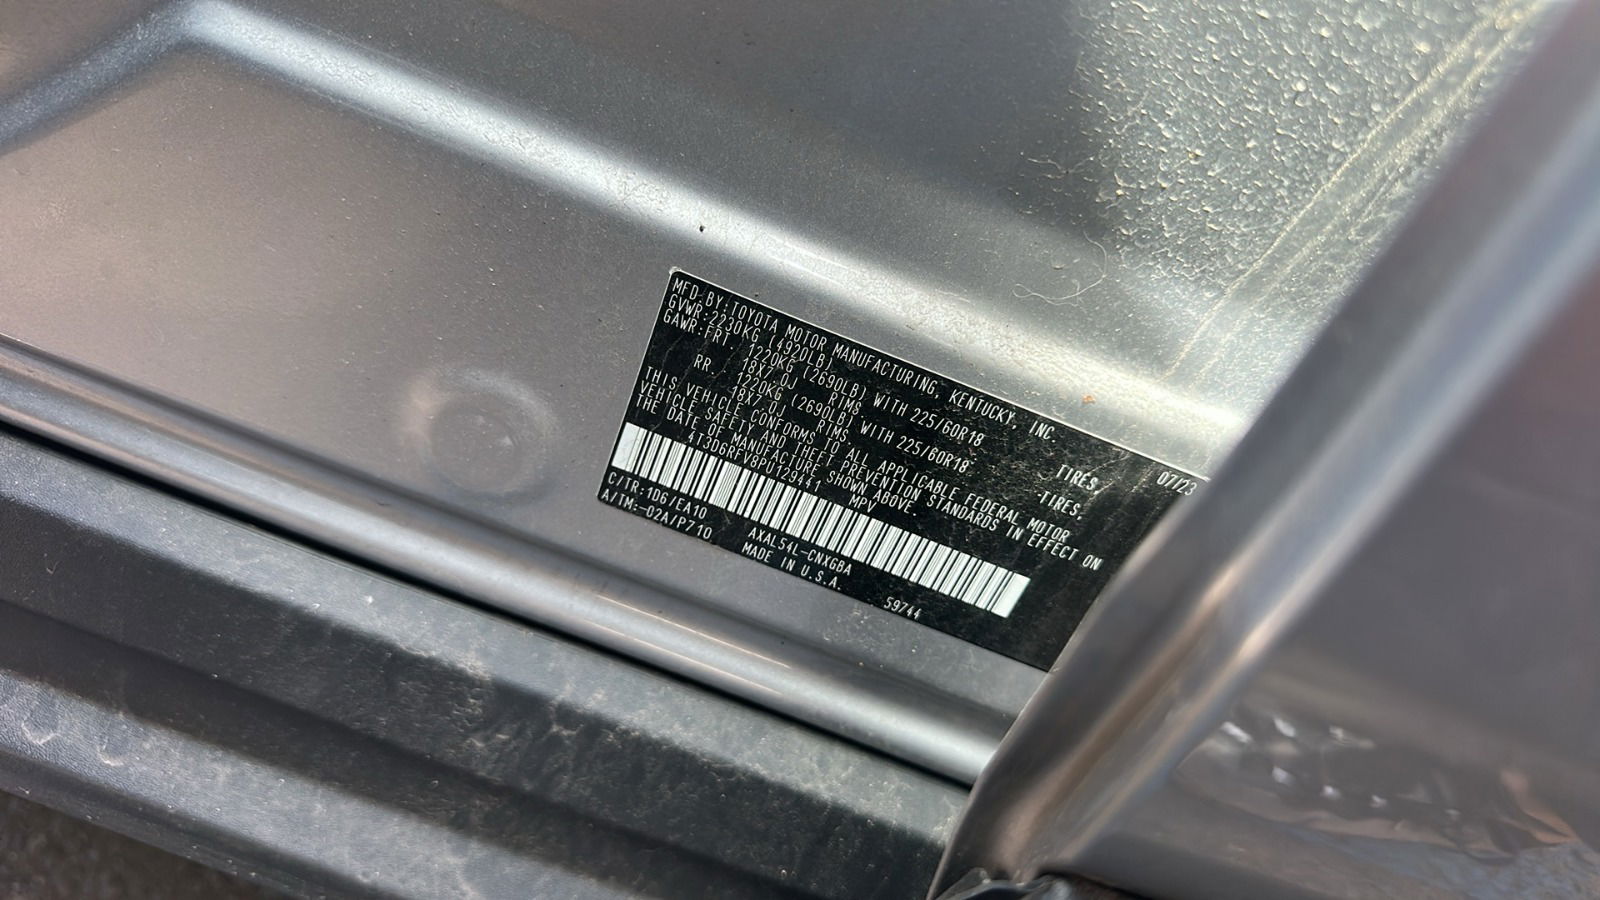 MFD.BY:TOYOTA MOTOR MANUFACTURING, KENTUCKY, INC. 07/23
GVWR:2230KG (4920LB)
GAWR:FRT 1220KG (2690LB) WITH 225/60R18 TIRES,
18X7.0J RIMS
RR 1220KG (2690LB) WITH 225/60R18 TIRES,
18X7.0J RIMS
THIS VEHICLE CONFORMS TO ALL APPLICABLE FEDERAL MOTOR
VEHICLE SAFETY AND THEFT PREVENTION STANDARDS IN EFFECT ON
THE DATE OF MANUFACTURE SHOWN ABOVE.
4T3D6RFV8PU129441 MPV
C/TR:1D6/EA10 AXAL54L-CNXGBA
A/TM:-02A/P710 MADE IN U.S.A. 59744